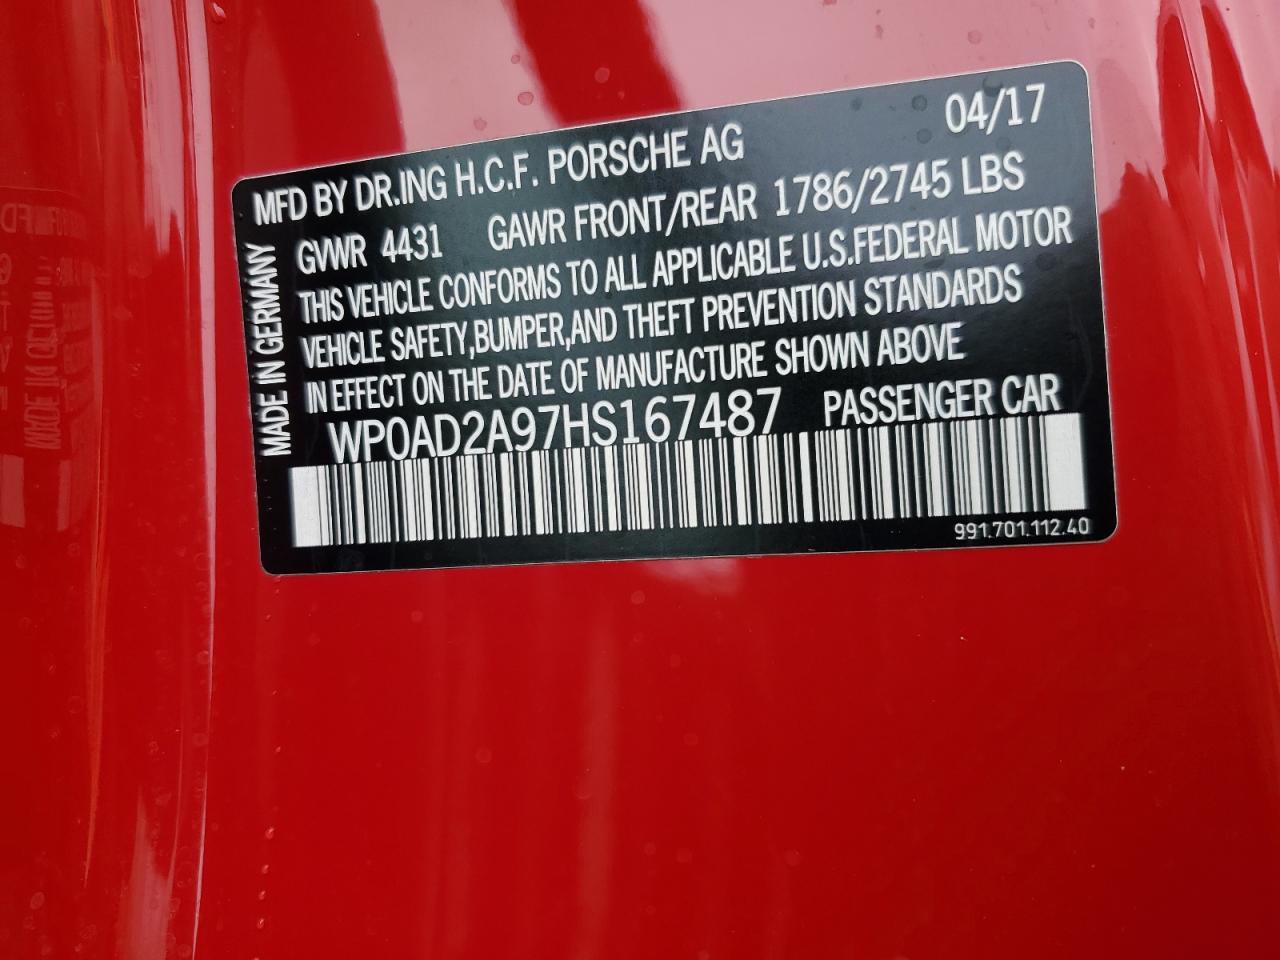 MFD BY DR.ING H.C.F. PORSCHE AG 04/17
GVWR 4431 GAWR FRONT/REAR 1786/2745 LBS
THIS VEHICLE CONFORMS TO ALL APPLICABLE U.S.FEDERAL MOTOR
VEHICLE SAFETY,BUMPER,AND THEFT PREVENTION STANDARDS
IN EFFECT ON THE DATE OF MANUFACTURE SHOWN ABOVE
WP0AD2A97HS167487 PASSENGER CAR
991.701.112.40
MADE IN GERMANY